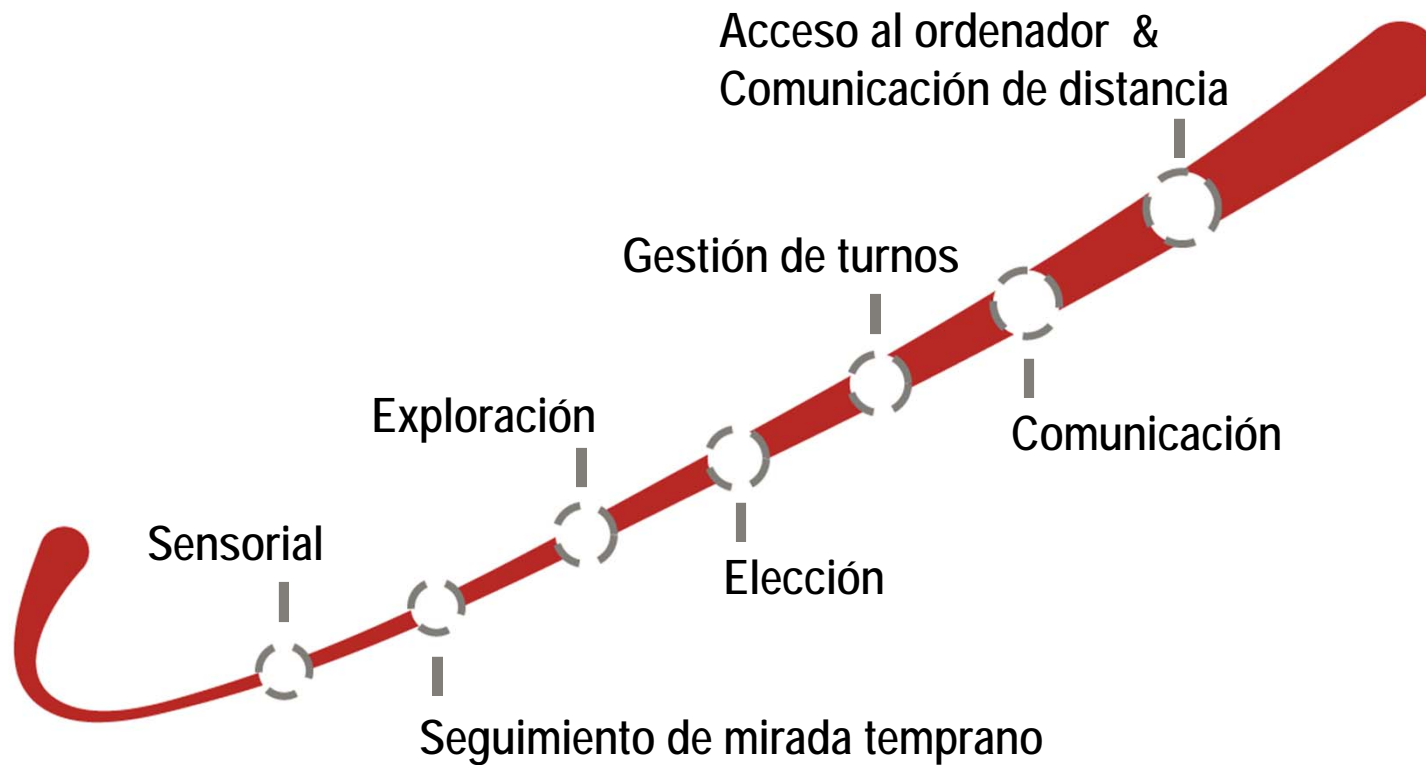 Acceso al ordenador &
Comunicación de distancia
Gestión de turnos
Exploración
Comunicación
Sensorial
Elección
Seguimiento de mirada temprano